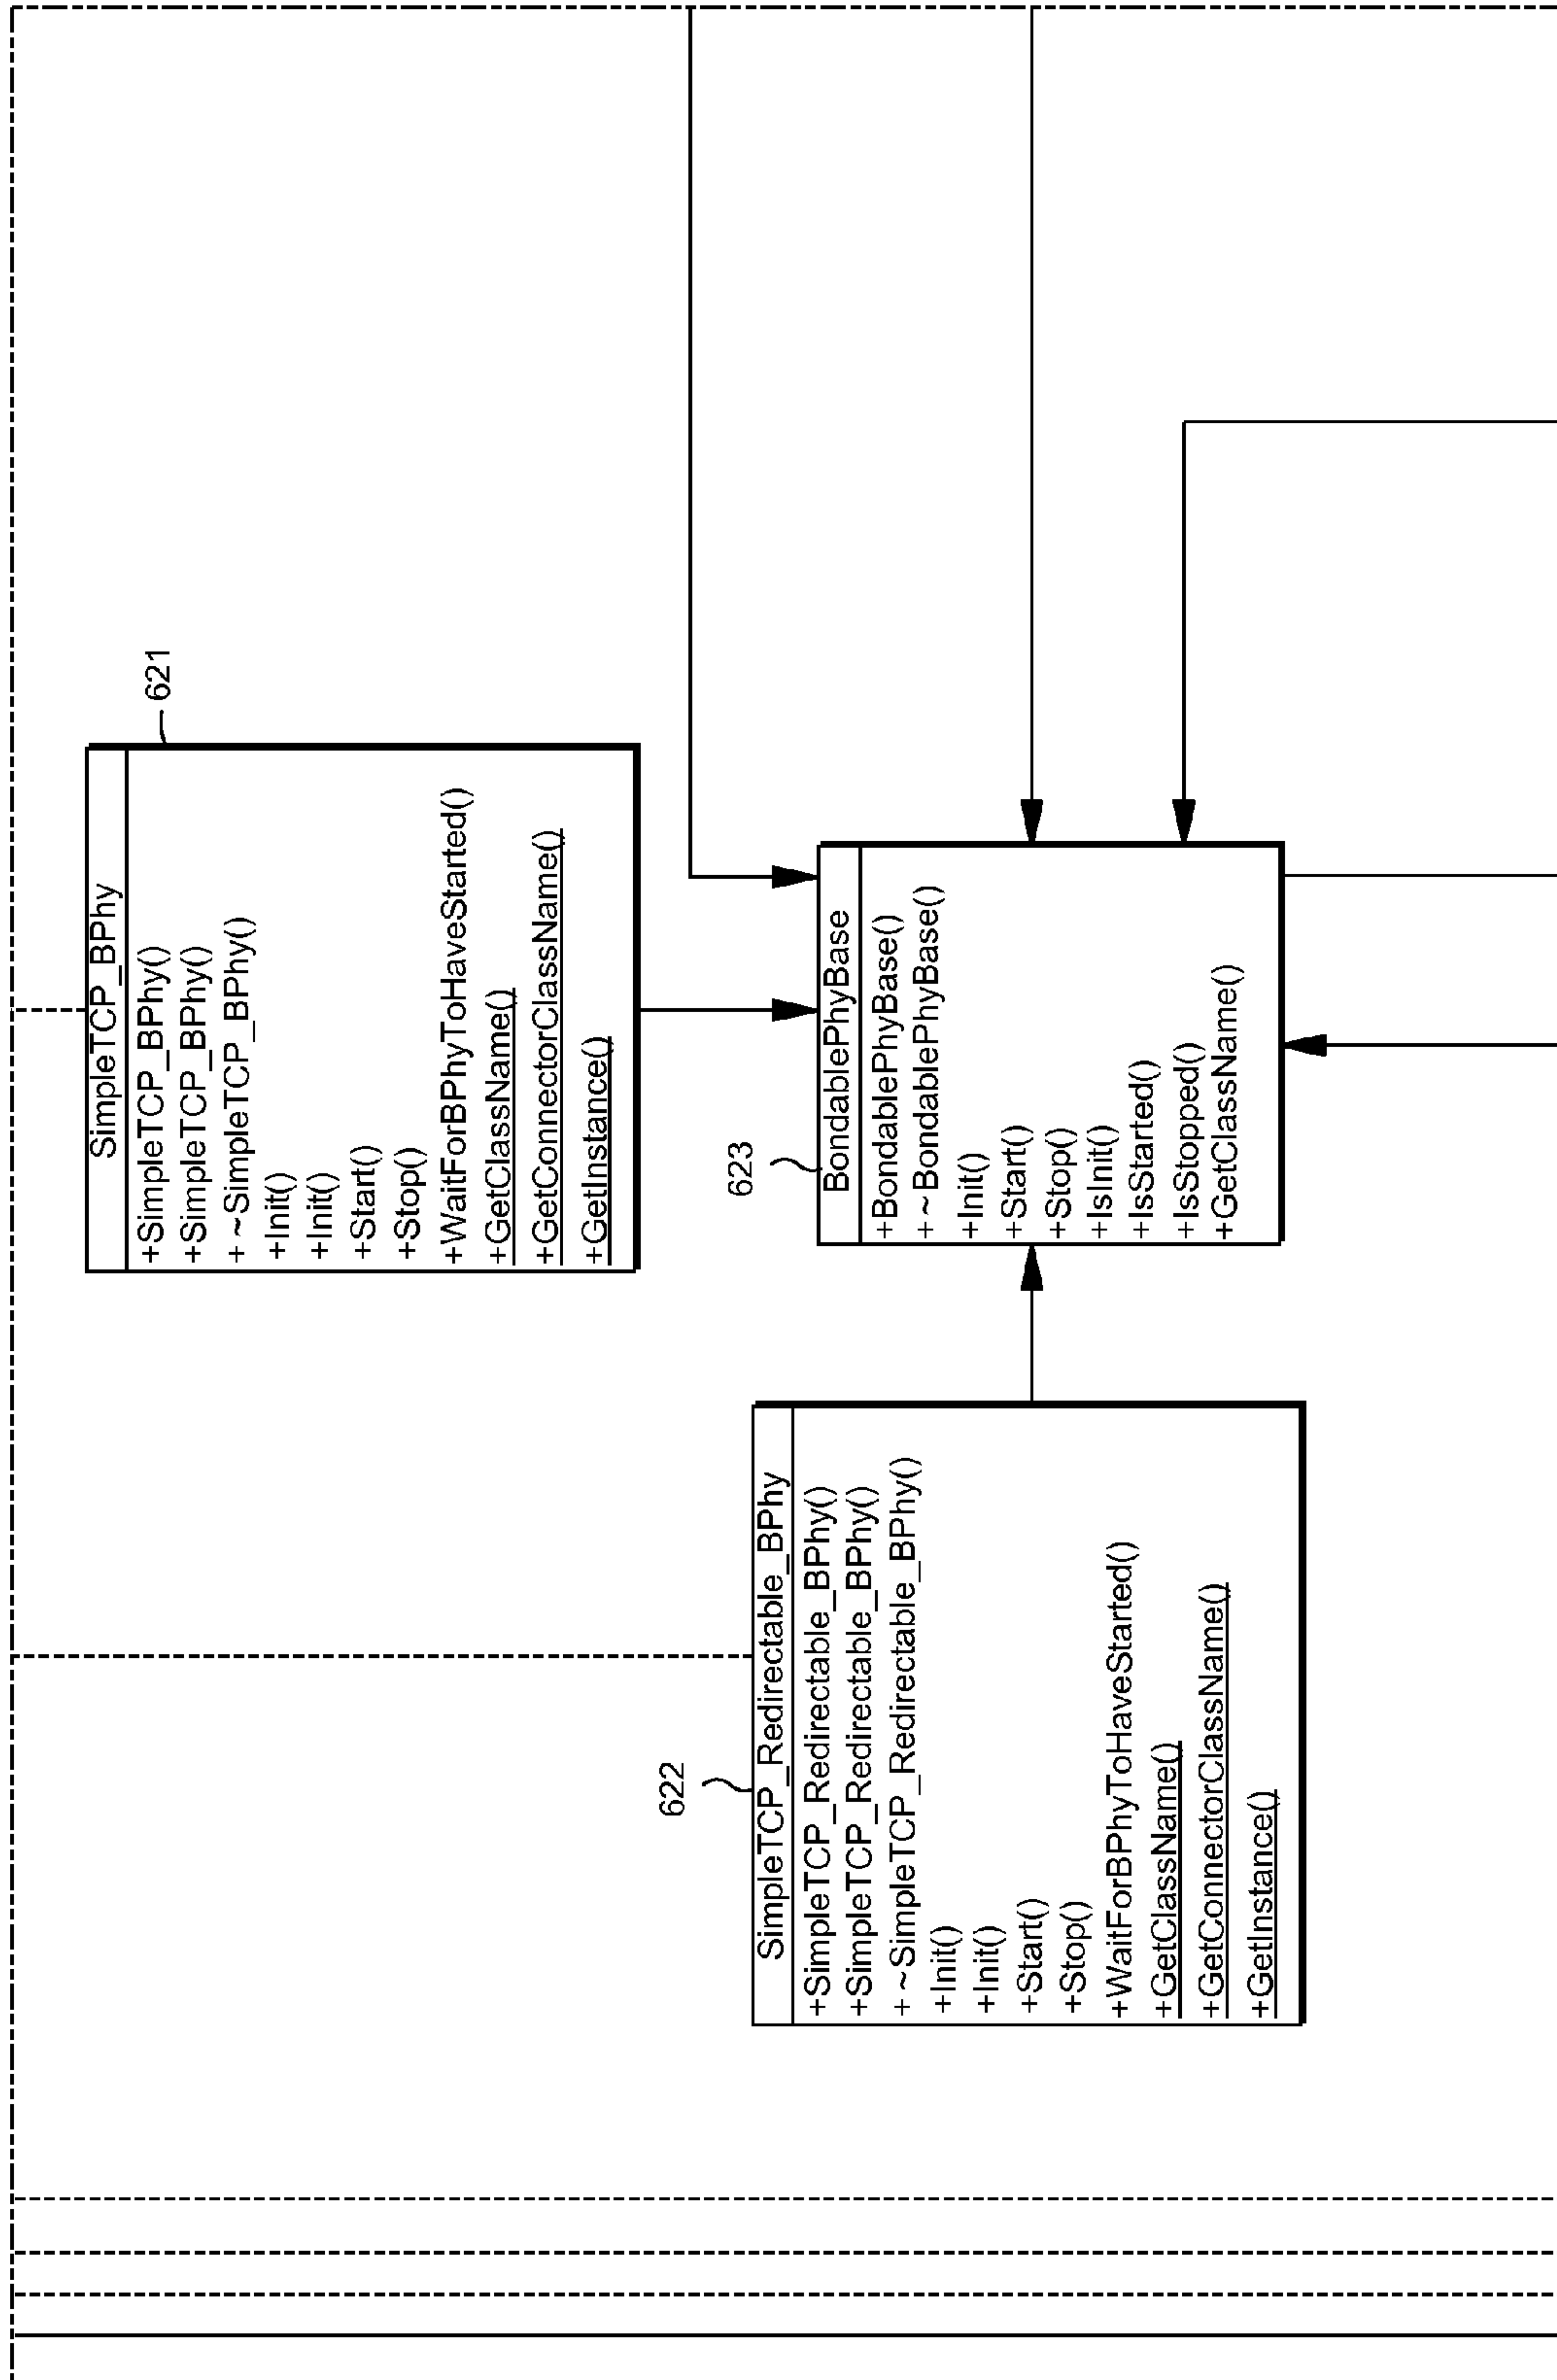 621
SimpleTCP_BPhy
+SimpleTCP_BPhy()
+SimpleTCP_BPhy()
+~SimpleTCP_BPhy()
+Init()
+Init()
+Start()
+Stop()
+WaitForBPhyToHaveStarted()
+GetClassName()
+GetConnectorClassName()
+GetInstance()
622
SimpleTCP_Redirectable_BPhy
+SimpleTCP_Redirectable_BPhy()
+SimpleTCP_Redirectable_BPhy()
+~SimpleTCP_Redirectable_BPhy()
+Init()
+Init()
+Start()
+Stop()
+WaitForBPhyToHaveStarted()
+GetClassName()
+GetConnectorClassName()
+GetInstance()
623
BondablePhyBase
+BondablePhyBase()
+~BondablePhyBase()
+Init()
+Start()
+Stop()
+IsInit()
+IsStarted()
+IsStopped()
+GetClassName()